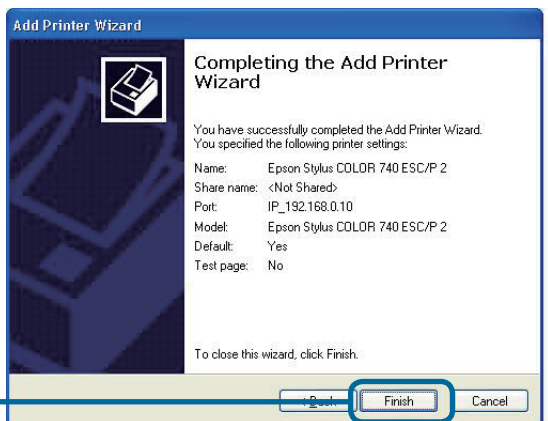 Add Printer Wizard
Completing the Add Printer
Wizard
You have successfully completed the Add Printer Wizard.
You specified the following printer settings:
Name: Epson Stylus COLOR 740 ESC/P 2
Share name: <Not Shared>
Port: IP_192.168.0.10
Model: Epson Stylus COLOR 740 ESC/P 2
Default: Yes
Test page: No
To close this wizard, click Finish.
< Back Finish Cancel